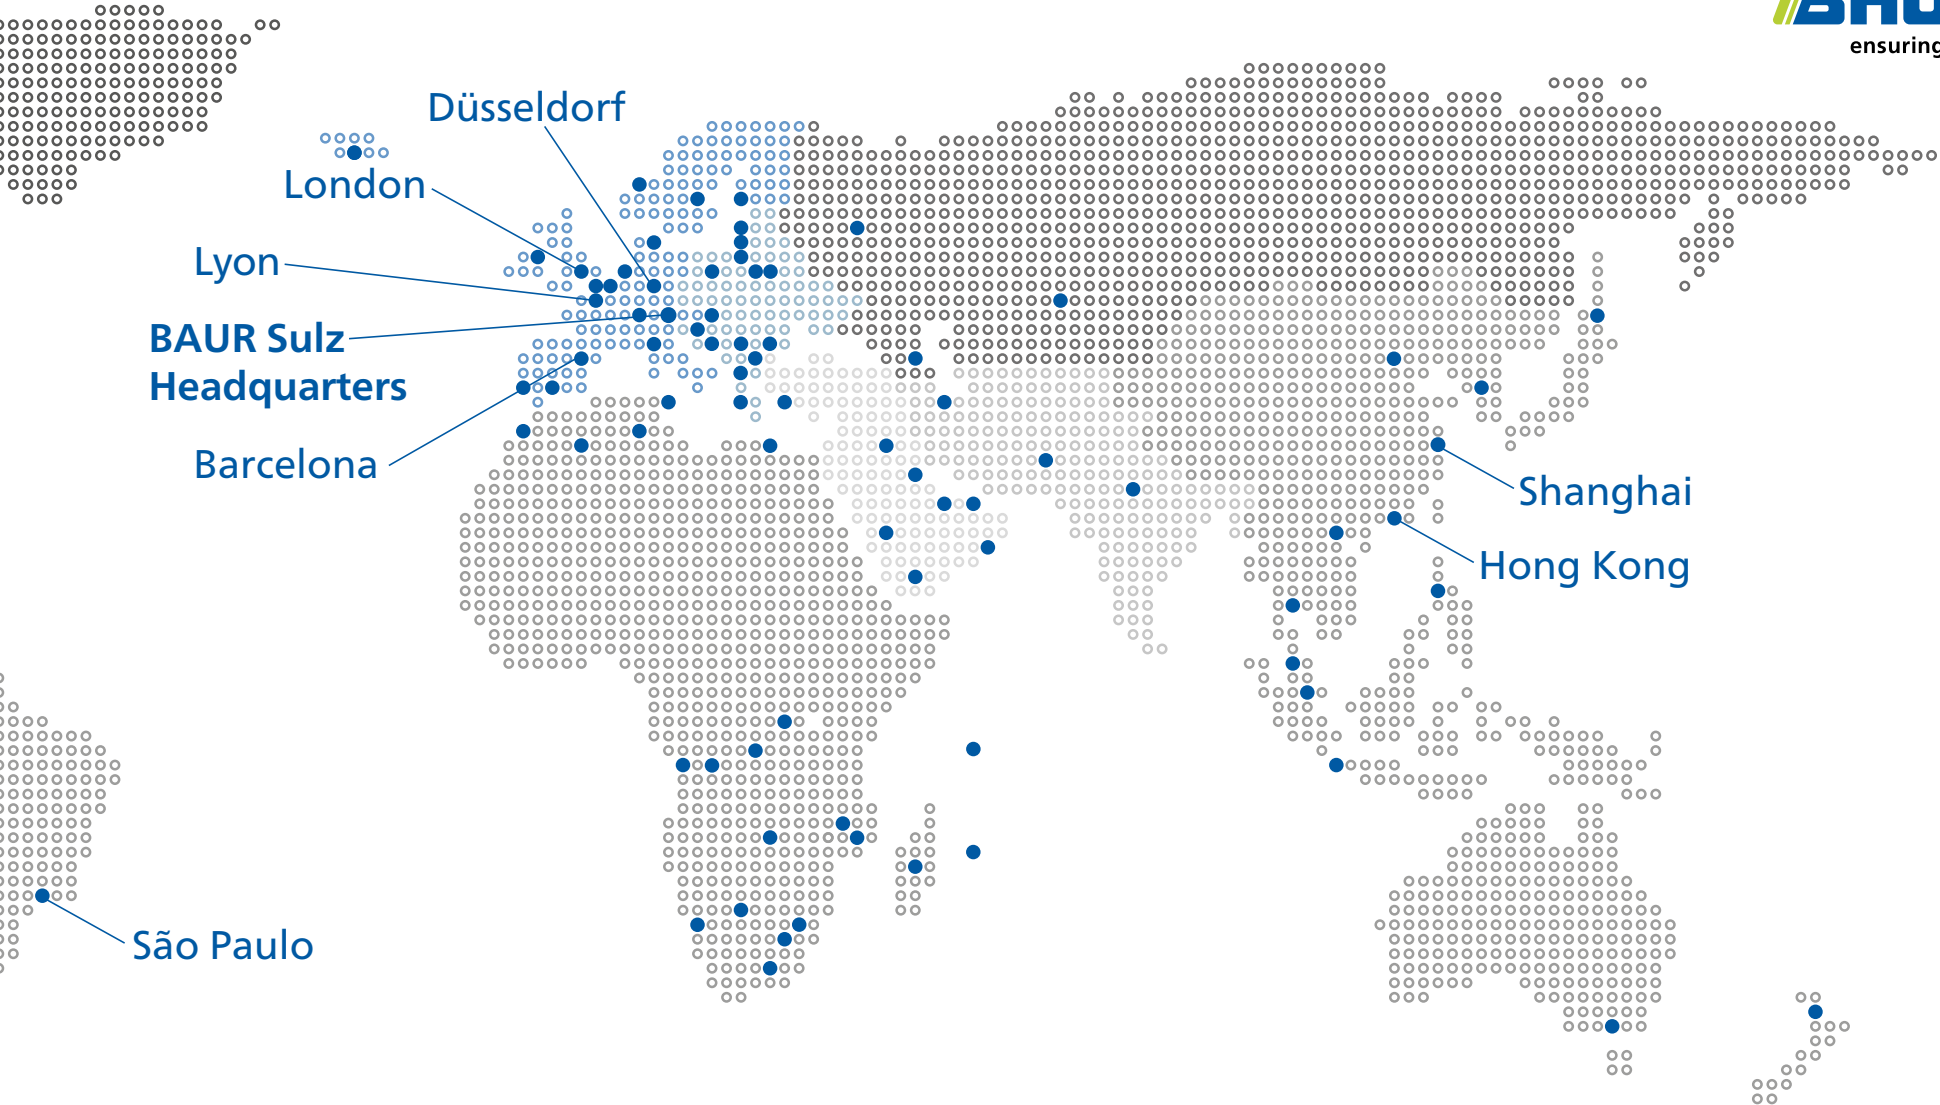 ensuring
Düsseldorf
London
Lyon
BAUR Sulz
Headquarters
Barcelona
Shanghai
Hong Kong
São Paulo